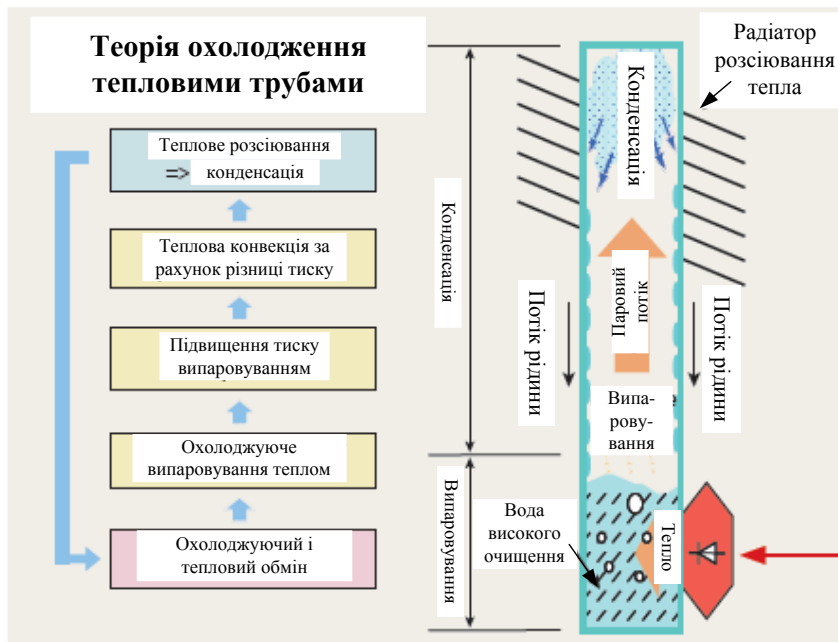 Теорія охолодження
тепловими трубами
Теплове розсіювання
=> конденсація
Теплова конвекція за
рахунок різниці тиску
Підвищення тиску
випаровуванням
Охолоджуюче
випаровування теплом
Охолоджуючий і
тепловий обмін
Конденсація
Випаровування
Радіатор
розсіювання
тепла
Конденсація
Паровий
потік
Потік рідини
Потік рідини
Випа-
ровування
Вода
високого
очищення
Тепло